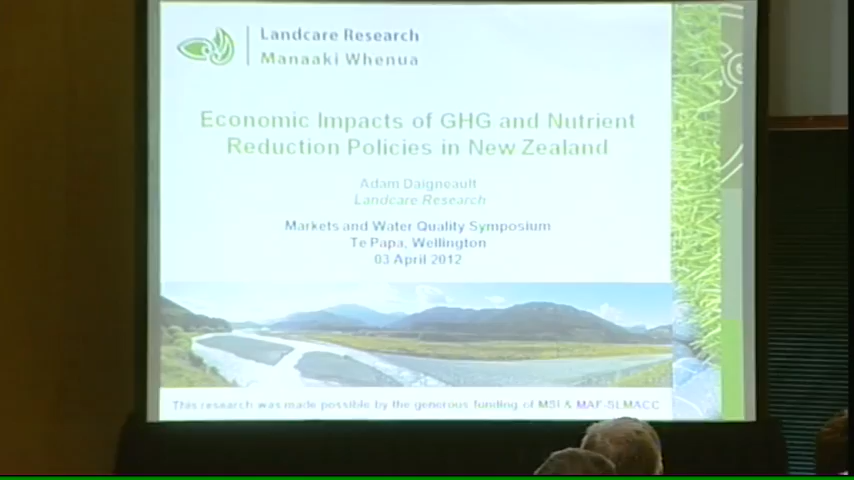 Landcare Research
Manaaki Whenua
Economic Impacts of GHG and Nutrient
Reduction Policies in New Zealand
Adam Daigneault
Landcare Research
Markets and Water Quality Symposium
Te Papa, Wellington
03 April 2012
This research was made possible by the generous funding of MSI & MAF-SLMACC